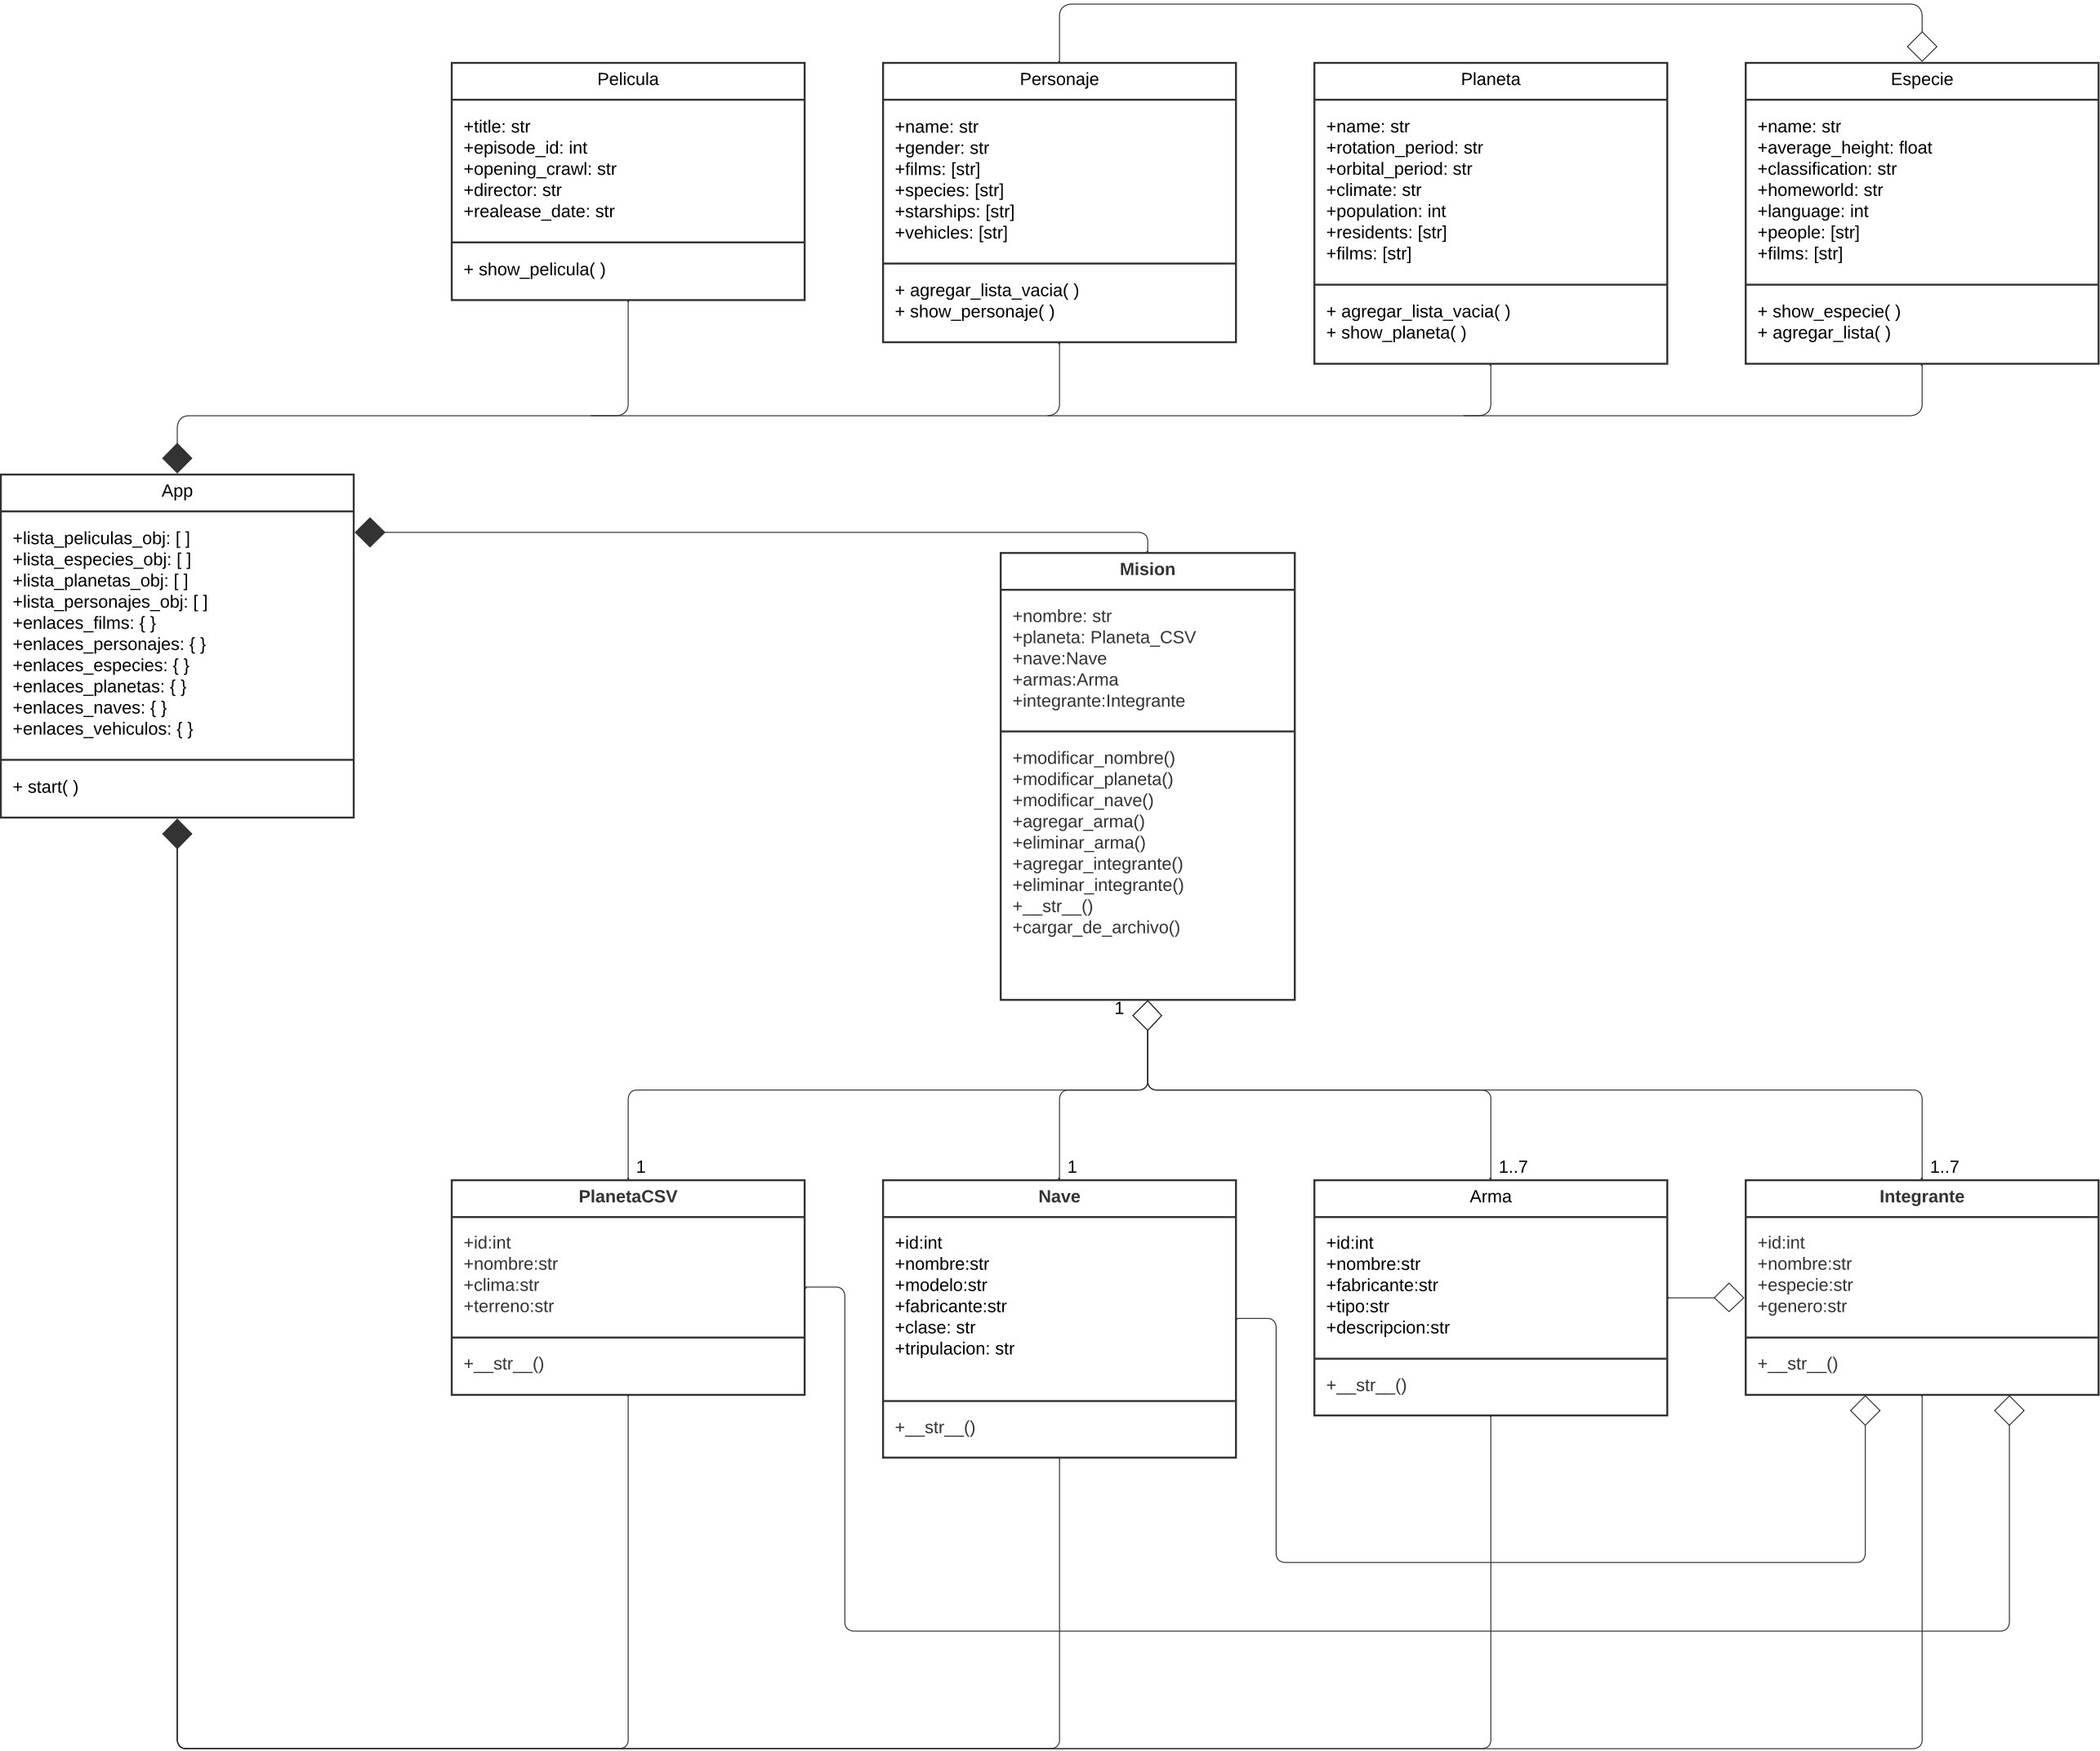 Pelicula
+title: str
+episode_id: int
+opening_crawl: str
+director: str
+realease_date: str
+ show_pelicula( )
Personaje
+name: str
+gender: str
+films: [str]
+species: [str]
+starships: [str]
+vehicles: [str]
+ agregar_lista_vacia( )
+ show_personaje( )
Planeta
+name: str
+rotation_period: str
+orbital_period: str
+climate: str
+population: int
+residents: [str]
+films: [str]
+ agregar_lista_vacia( )
+ show_planeta( )
Especie
+name: str
+average_height: float
+classification: str
+homeworld: str
+language: int
+people: [str]
+films: [str]
+ show_especie( )
+ agregar_lista( )
App
+lista_peliculas_obj: [ ]
+lista_especies_obj: [ ]
+lista_planetas_obj: [ ]
+lista_personajes_obj: [ ]
+enlaces_films: { }
+enlaces_personajes: { }
+enlaces_especies: { }
+enlaces_planetas: { }
+enlaces_naves: { }
+enlaces_vehiculos: { }
+ start( )
Mision
+nombre: str
+planeta: Planeta_CSV
+nave:Nave
+armas:Arma
+integrante:Integrante
+modificar_nombre()
+modificar_planeta()
+modificar_nave()
+agregar_arma()
+eliminar_arma()
+agregar_integrante()
+eliminar_integrante()
+__str__()
+cargar_de_archivo()
1
1
1
1..7
1..7
PlanetaCSV
+id:int
+nombre:str
+clima:str
+terreno:str
+__str__()
Nave
+id:int
+nombre:str
+modelo:str
+fabricante:str
+clase: str
+tripulacion: str
+__str__()
Arma
+id:int
+nombre:str
+fabricante:str
+tipo:str
+descripcion:str
+__str__()
Integrante
+id:int
+nombre:str
+especie:str
+genero:str
+__str__()